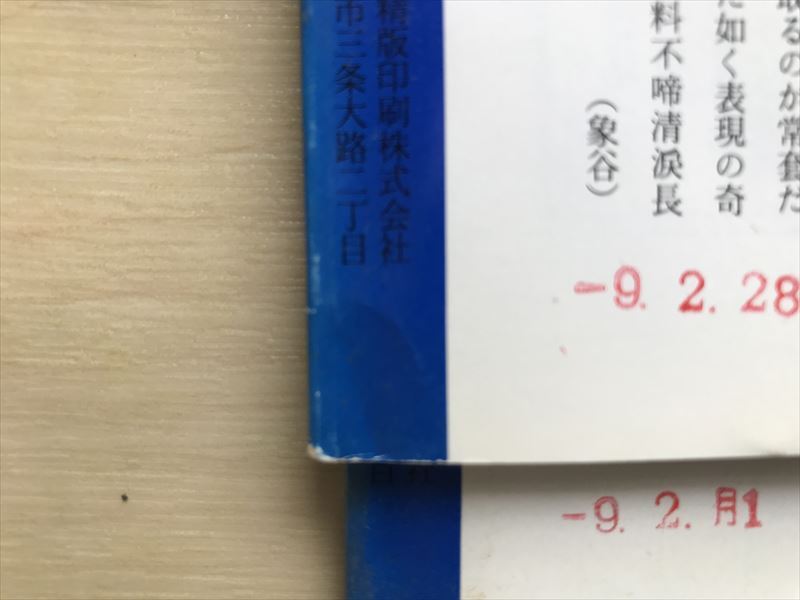 取るのが常套だ
た如く表現の奇
料不啼清涙長
（象谷）
精版印刷株式会社
市三条大路二丁目
-9. 2. 28
-9. 2. 月1